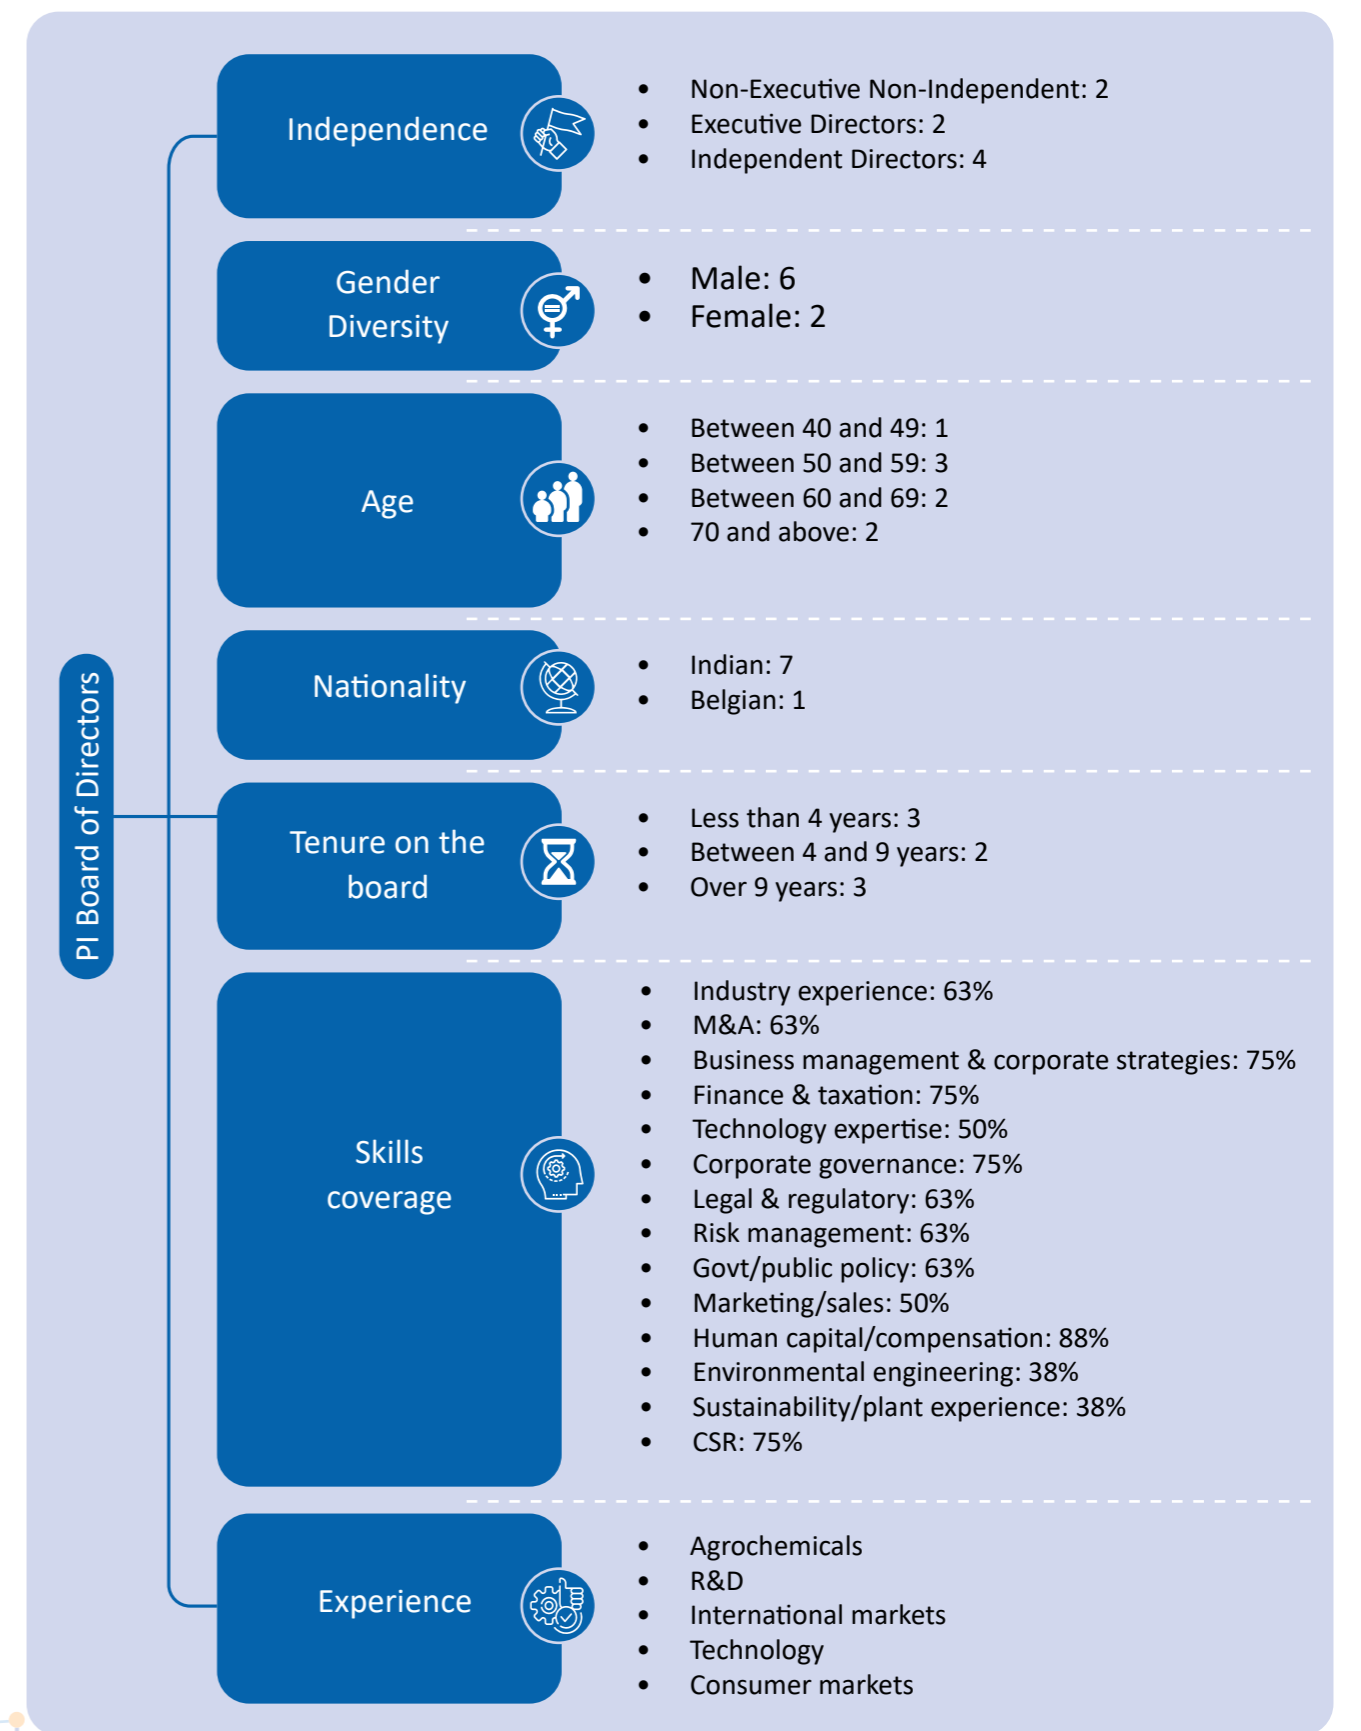 PI Board of Directors
Independence
• Non-Executive Non-Independent: 2
• Executive Directors: 2
• Independent Directors: 4
Gender
Diversity
• Male: 6
• Female: 2
Age
• Between 40 and 49: 1
• Between 50 and 59: 3
• Between 60 and 69: 2
• 70 and above: 2
Nationality
• Indian: 7
• Belgian: 1
Tenure on the
board
• Less than 4 years: 3
• Between 4 and 9 years: 2
• Over 9 years: 3
Skills
coverage
• Industry experience: 63%
• M&A: 63%
• Business management & corporate strategies: 75%
• Finance & taxation: 75%
• Technology expertise: 50%
• Corporate governance: 75%
• Legal & regulatory: 63%
• Risk management: 63%
• Govt/public policy: 63%
• Marketing/sales: 50%
• Human capital/compensation: 88%
• Environmental engineering: 38%
• Sustainability/plant experience: 38%
• CSR: 75%
Experience
• Agrochemicals
• R&D
• International markets
• Technology
• Consumer markets